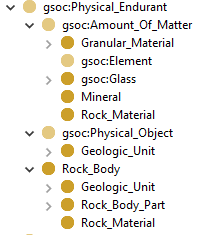 gsoc:Physical_Endurant
gsoc:Amount_Of_Matter
Granular_Material
gsoc:Element
gsoc:Glass
Mineral
Rock_Material
gsoc:Physical_Object
Geologic_Unit
Rock_Body
Geologic_Unit
Rock_Body_Part
Rock_Material